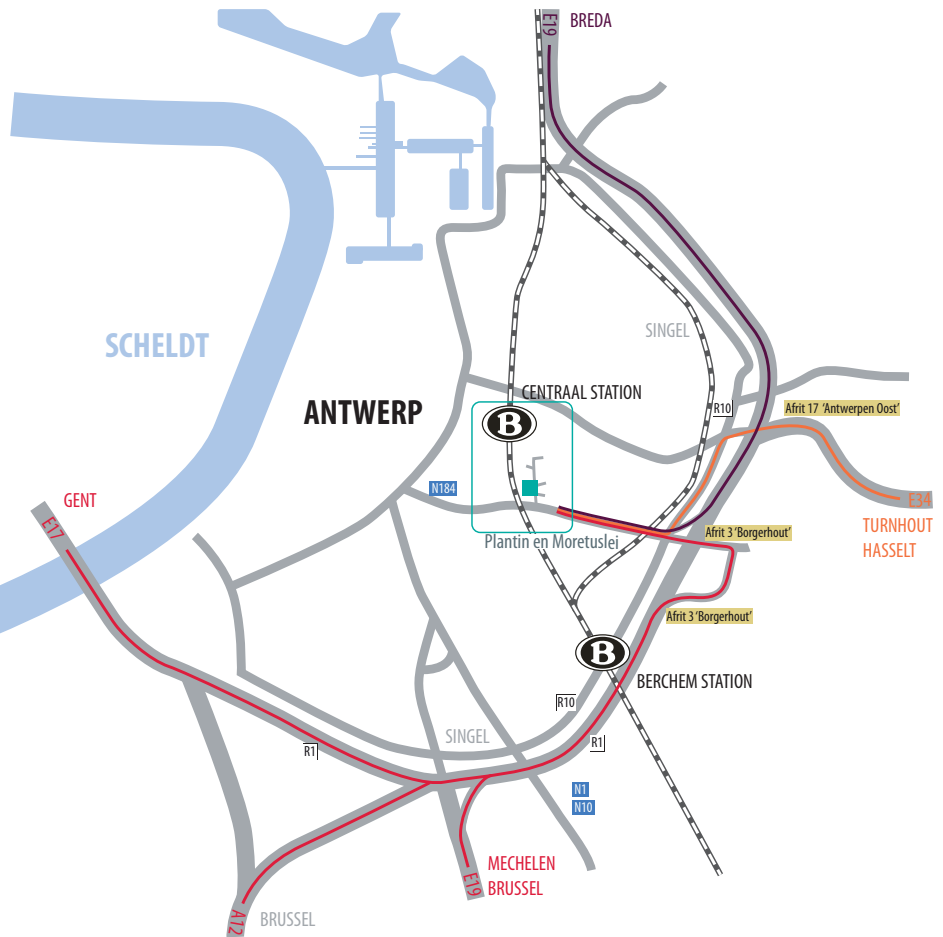 E19
BREDA
SCHELDT
SINGEL
ANTWERP
CENTRAAL STATION
R10
Afrit 17 'Antwerpen Oost'
B
N184
GENT
E17
E34
TURNHOUT
HASSELT
Plantin en Moretuslei
Afrit 3 'Borgerhout'
Afrit 3 'Borgerhout'
B
BERCHEM STATION
R10
SINGEL
R1
R1
N1
N10
MECHELEN
BRUSSEL
E19
A12
BRUSSEL